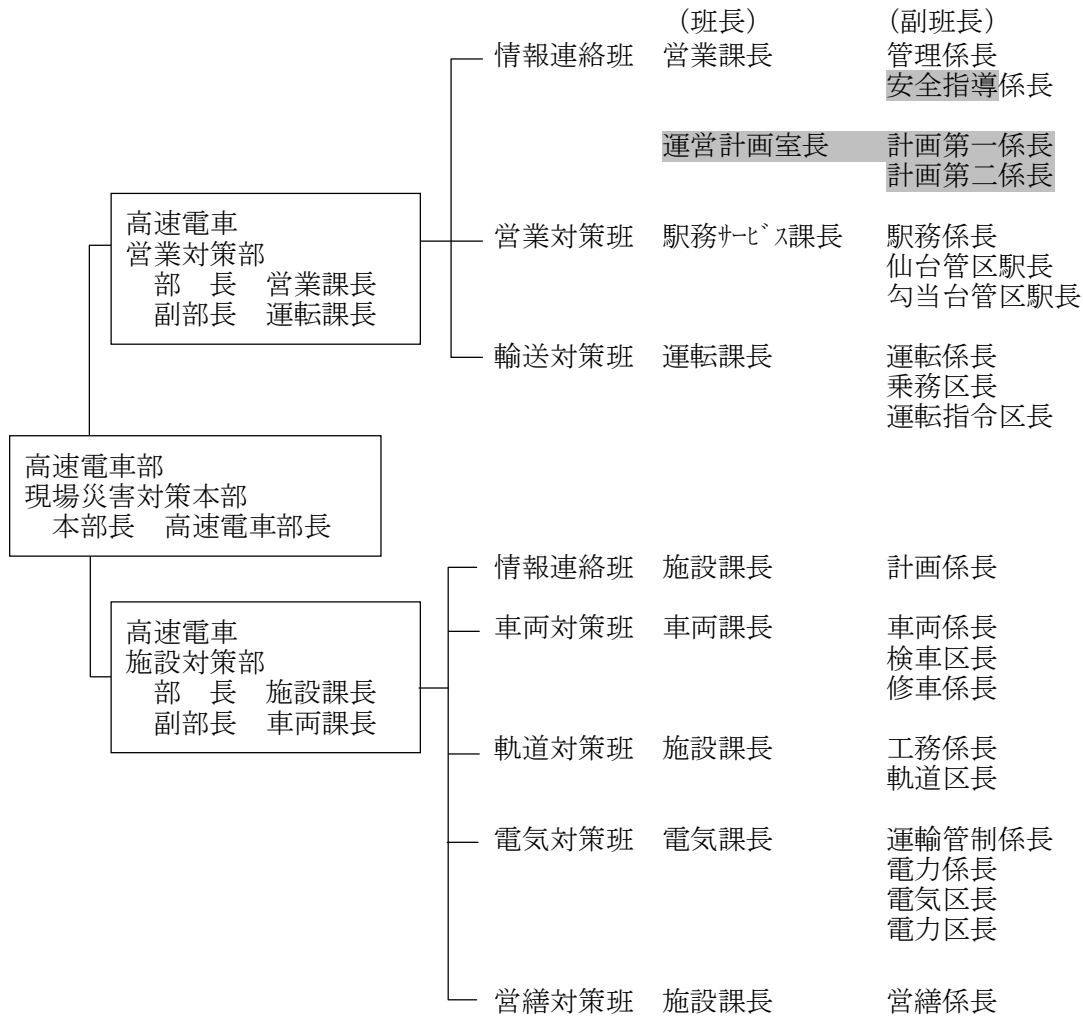 （班長） （副班長）
情報連絡班 営業課長 管理係長
安全指導係長
運営計画室長 計画第一係長
計画第二係長
高速電車
営業対策部
部 長 営業課長
副部長 運転課長
営業対策班 駅務ｻｰﾋﾞｽ課長 駅務係長
仙台管区駅長
勾当台管区駅長
輸送対策班 運転課長 運転係長
乗務区長
運転指令区長
高速電車部
現場災害対策本部
本部長 高速電車部長
情報連絡班 施設課長 計画係長
高速電車
施設対策部
部 長 施設課長
副部長 車両課長
車両対策班 車両課長 車両係長
検車区長
修車係長
軌道対策班 施設課長 工務係長
軌道区長
電気対策班 電気課長 運輸管制係長
電力係長
電気区長
電力区長
営繕対策班 施設課長 営繕係長